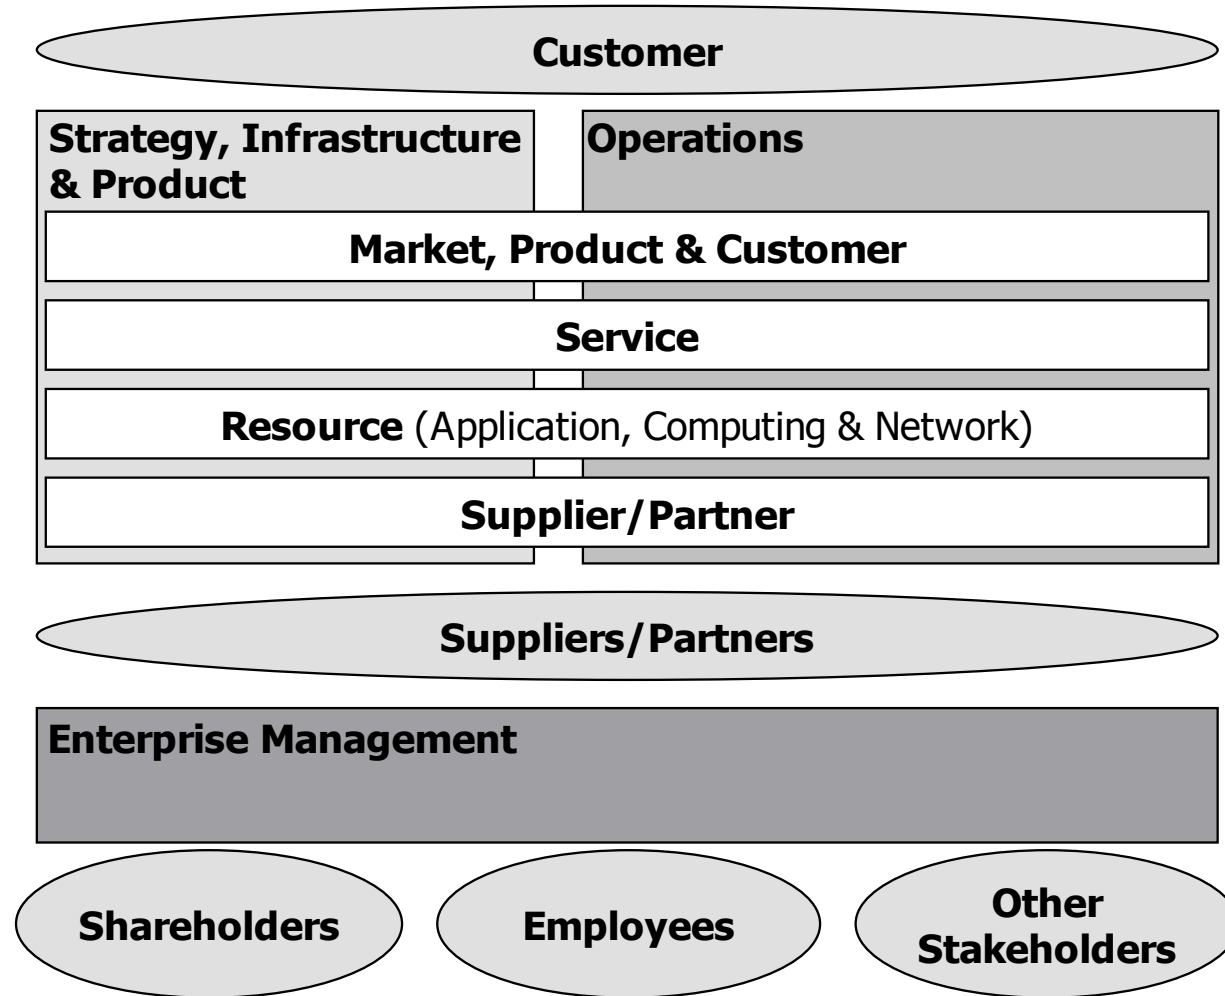 Customer
Strategy, Infrastructure
& Product
Operations
Market, Product & Customer
Service
Resource (Application, Computing & Network)
Supplier/Partner
Suppliers/Partners
Enterprise Management
Shareholders
Employees
Other
Stakeholders